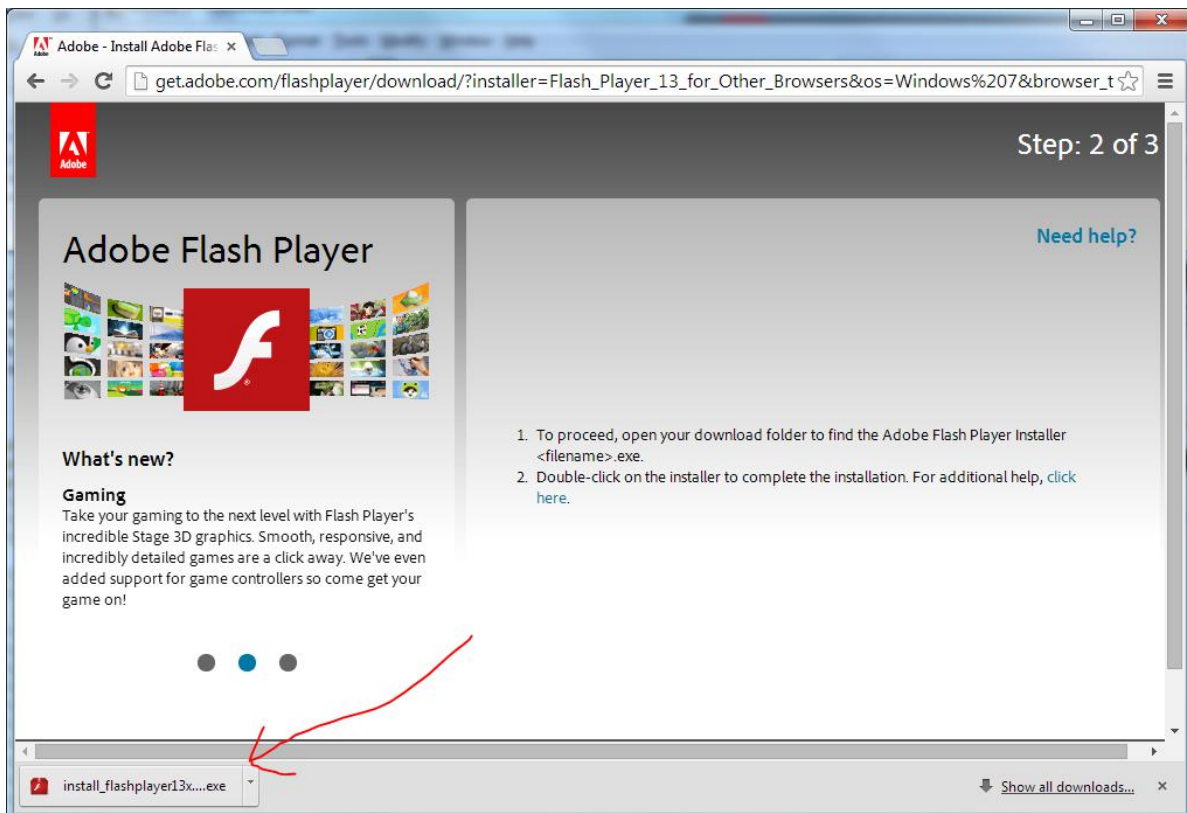 Adobe - Install Adobe Flas
get.adobe.com/flashplayer/download/?installer=Flash_Player_13_for_Other_Browsers&os=Windows%207&browser_t
Adobe
Step: 2 of 3
Adobe Flash Player
What's new?
Gaming
Take your gaming to the next level with Flash Player's
incredible Stage 3D graphics. Smooth, responsive, and
incredibly detailed games are a click away. We've even
added support for game controllers so come get your
game on!
Need help?
1. To proceed, open your download folder to find the Adobe Flash Player Installer
<filename>.exe.
2. Double-click on the installer to complete the installation. For additional help, click
here.
install_flashplayer13x....exe
Show all downloads...